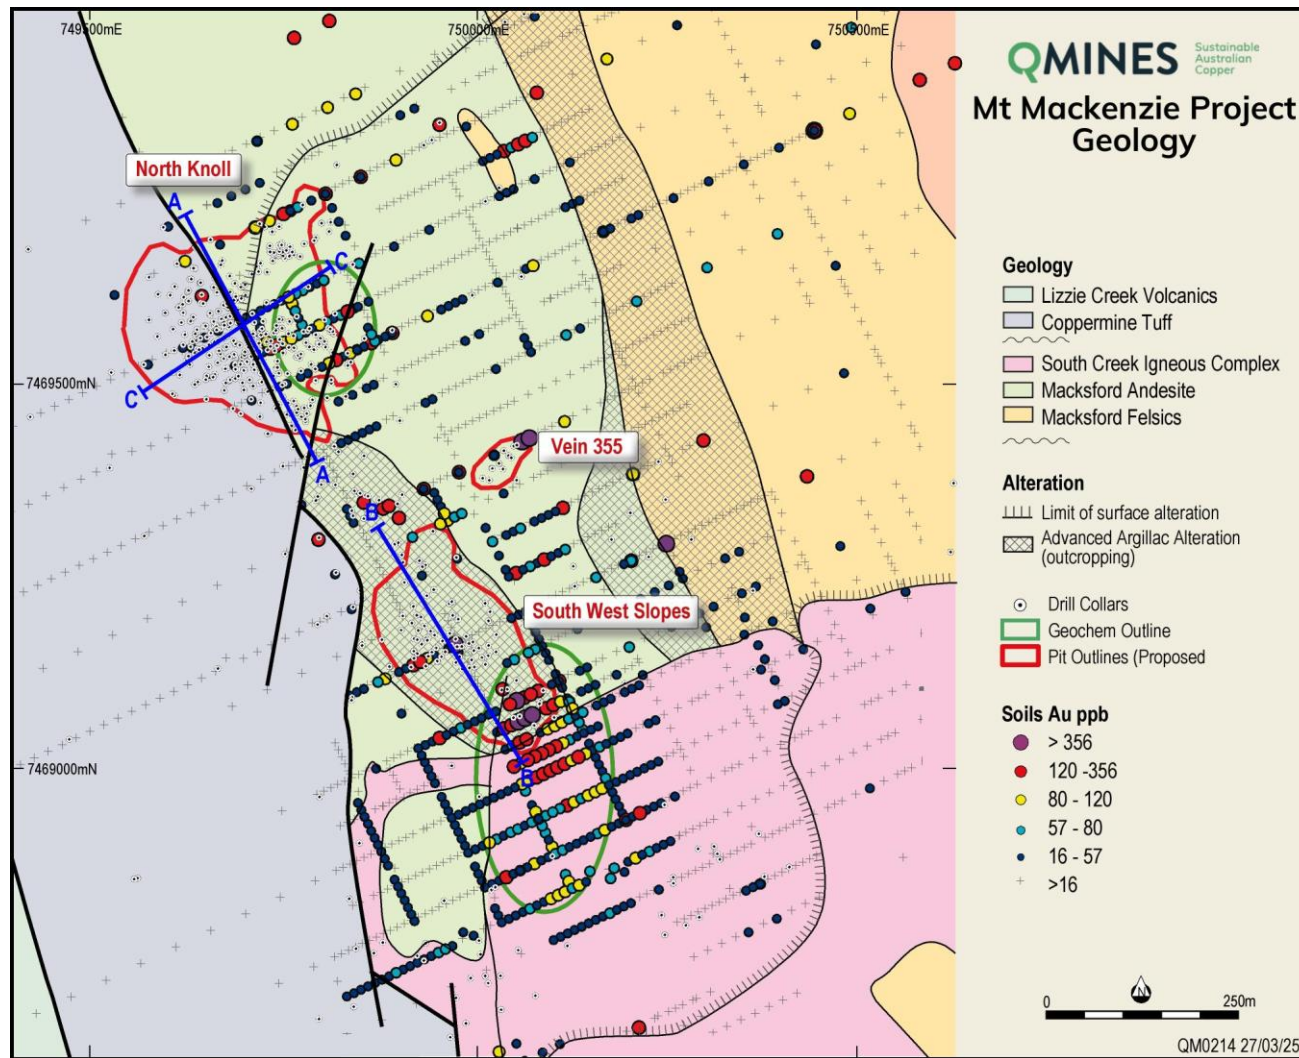 749500mE
750000mE
750500mE
7469500mN
7469000mN
North Knoll
A
C
C
A
Vein 355
B
South West Slopes
B
QMINES
Sustainable
Australian
Copper
Mt Mackenzie Project
Geology
Geology
Lizzie Creek Volcanics
Coppermine Tuff
South Creek Igneous Complex
Macksford Andesite
Macksford Felsics
Alteration
Limit of surface alteration
Advanced Argillac Alteration
(outcropping)
Drill Collars
Geochem Outline
Pit Outlines (Proposed
Soils Au ppb
> 356
120 -356
80 - 120
57 - 80
16 - 57
>16
N
0 250m
QM0214 27/03/25